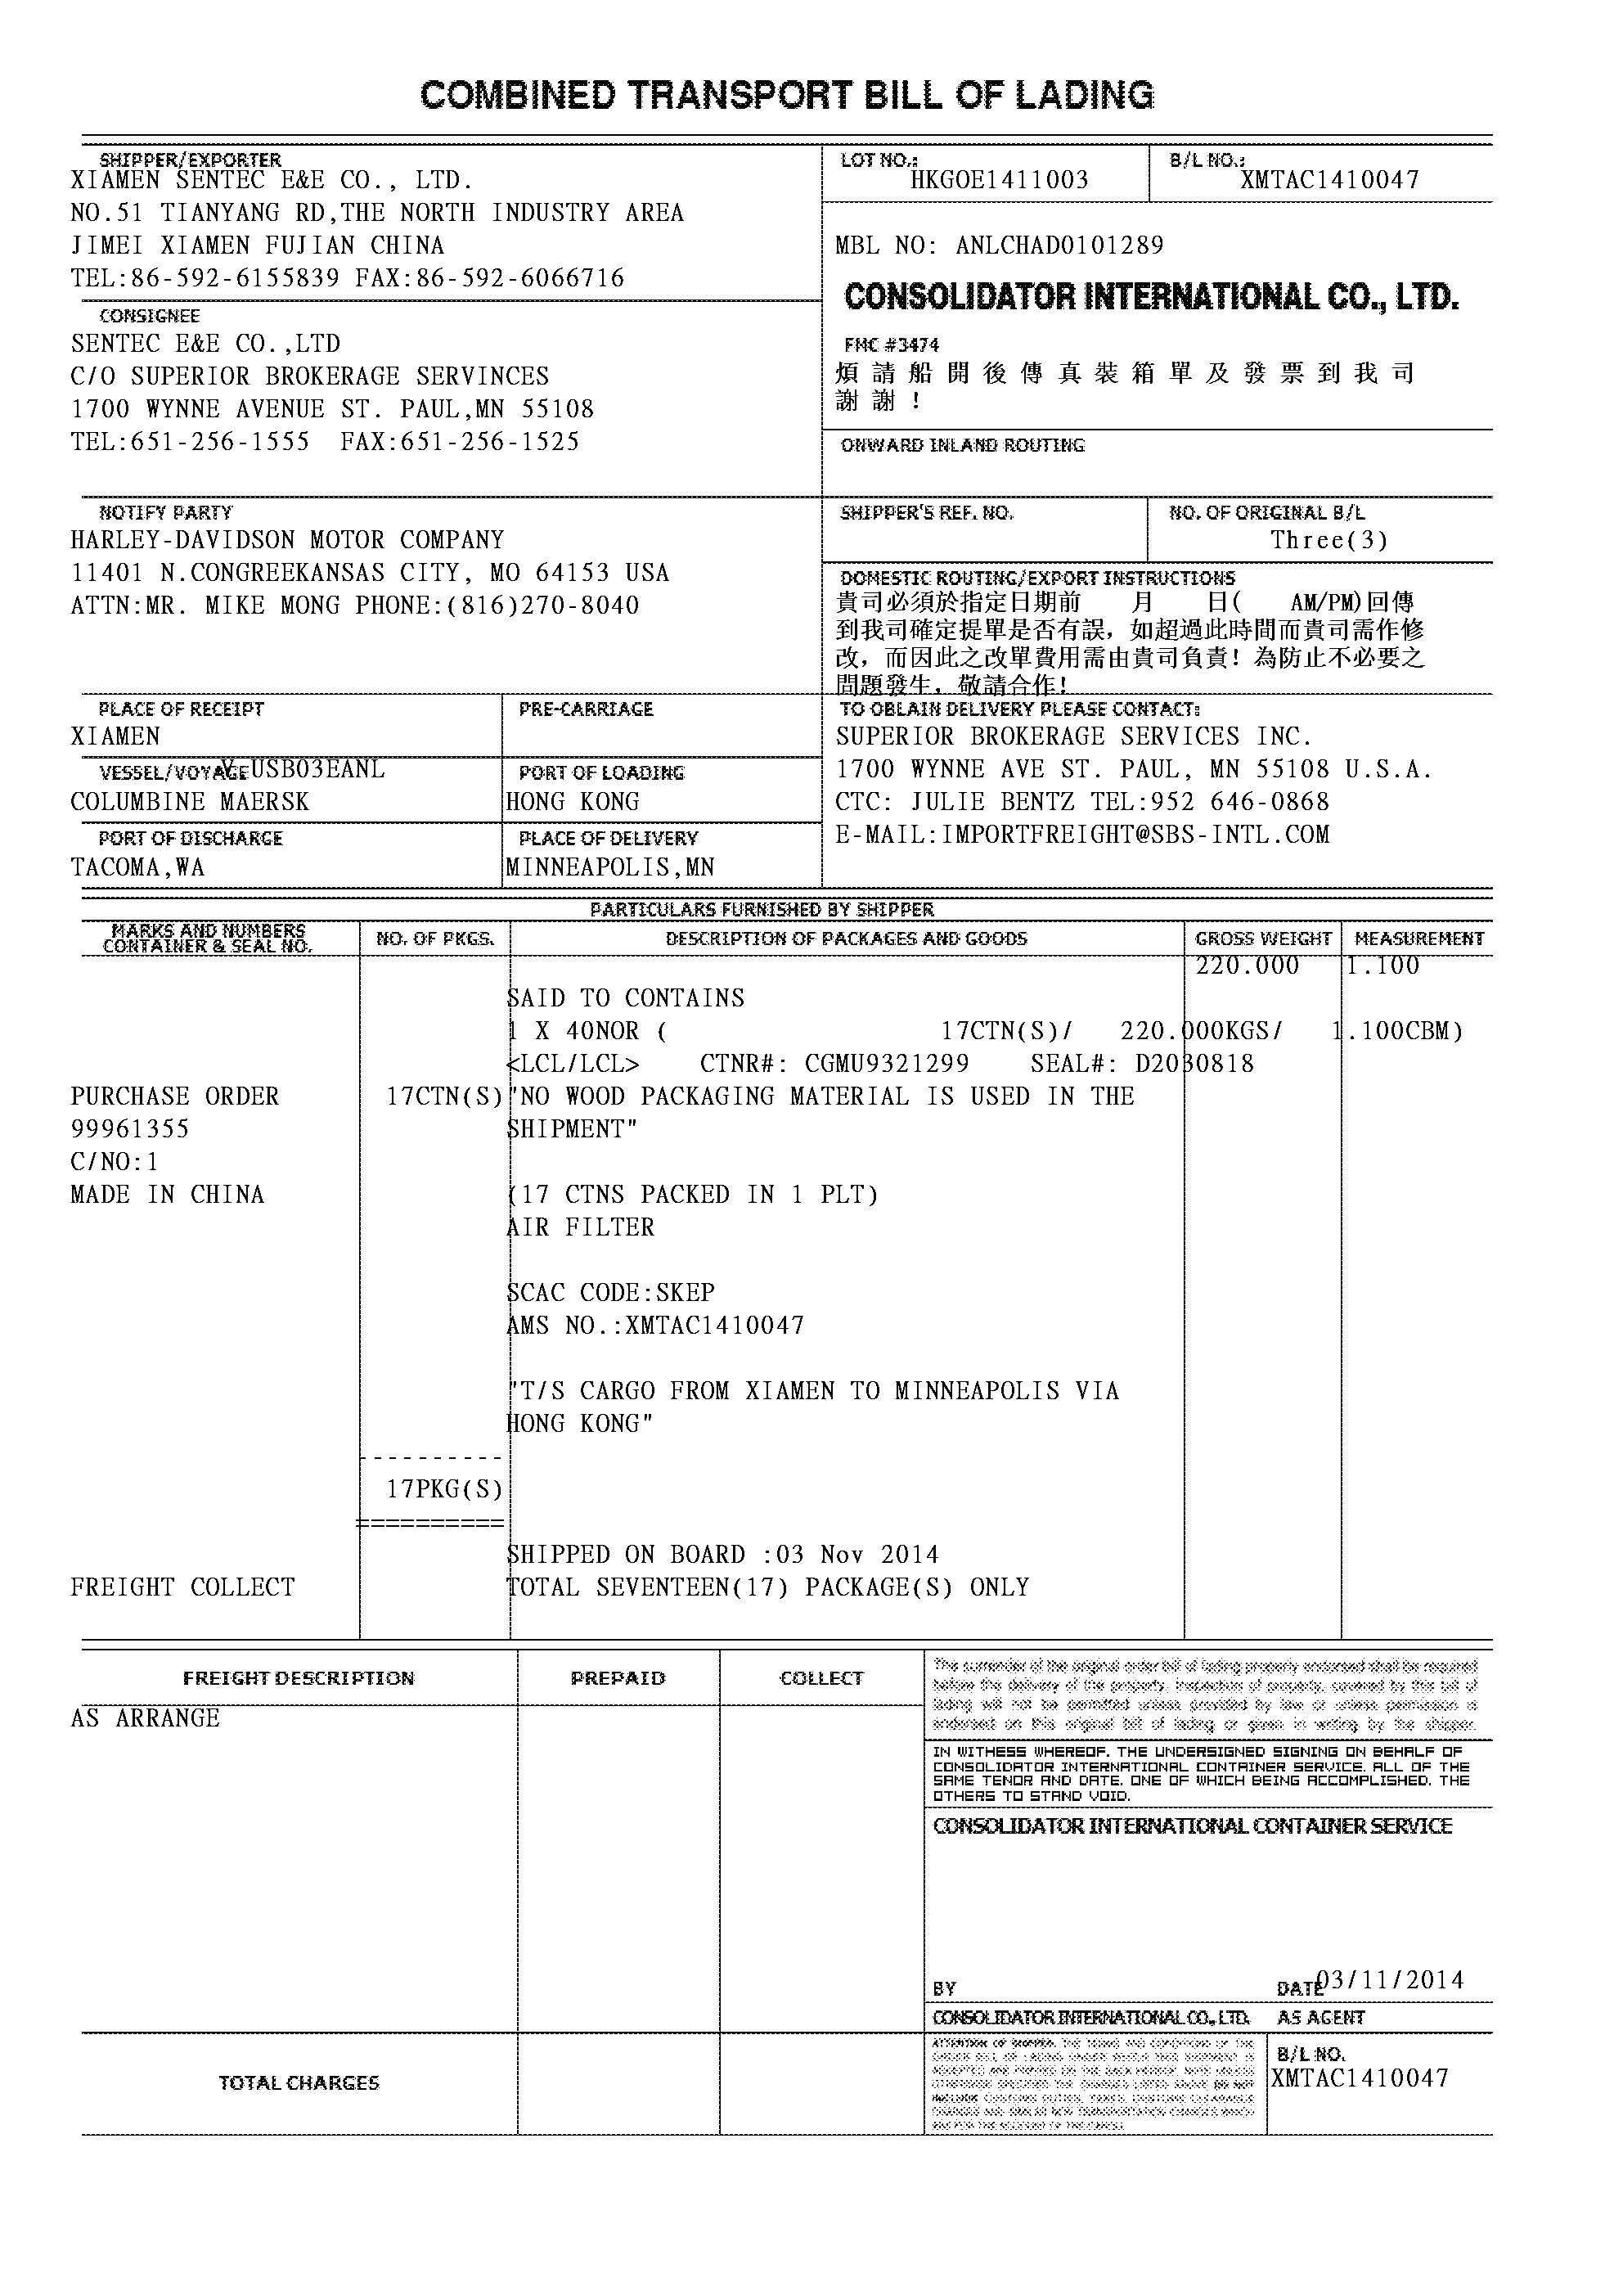 COMBINED TRANSPORT BILL OF LADING
SHIPPER/EXPORTER
XIAMEN SENTEC E&E CO., LTD.
NO.51 TIANYANG RD,THE NORTH INDUSTRY AREA
JIMEI XIAMEN FUJIAN CHINA
TEL:86-592-6155839 FAX:86-592-6066716
LOT NO.:
HKGOE1411003
B/L NO.:
XMTAC1410047
MBL NO: ANLCHAD0101289
CONSOLIDATOR INTERNATIONAL CO., LTD.
FMC #3474
煩請船開後傳真裝箱單及發票到我司
謝謝!
CONSIGNEE
SENTEC E&E CO.,LTD
C/O SUPERIOR BROKERAGE SERVINCES
1700 WYNNE AVENUE ST. PAUL,MN 55108
TEL:651-256-1555 FAX:651-256-1525
ONWARD INLAND ROUTING
NOTIFY PARTY
HARLEY-DAVIDSON MOTOR COMPANY
11401 N.CONGREEKANSAS CITY, MO 64153 USA
ATTN:MR. MIKE MONG PHONE:(816)270-8040
SHIPPER'S REF. NO.
NO. OF ORIGINAL B/L
Three(3)
DOMESTIC ROUTING/EXPORT INSTRUCTIONS
貴司必須於指定日期前 月 日( AM/PM)回傳
到我司確定提單是否有誤, 如超過此時間而貴司需作修
改, 而因此之改單費用需由貴司負責! 為防止不必要之
問題發生, 敬請合作!
PLACE OF RECEIPT
XIAMEN
PRE-CARRIAGE
TO OBLAIN DELIVERY PLEASE CONTACT:
SUPERIOR BROKERAGE SERVICES INC.
1700 WYNNE AVE ST. PAUL, MN 55108 U.S.A.
CTC: JULIE BENTZ TEL:952 646-0868
E-MAIL:IMPORTFREIGHT@SBS-INTL.COM
VESSEL/VOYAGE V.USB03EANL
COLUMBINE MAERSK
PORT OF LOADING
HONG KONG
PORT OF DISCHARGE
TACOMA,WA
PLACE OF DELIVERY
MINNEAPOLIS,MN
PARTICULARS FURNISHED BY SHIPPER
MARKS AND NUMBERS
CONTAINER & SEAL NO.
NO. OF PKGS.
DESCRIPTION OF PACKAGES AND GOODS
GROSS WEIGHT
MEASUREMENT
220.000 1.100
SAID TO CONTAINS
1 X 40NOR ( 17CTN(S)/ 220.000KGS/ 1.100CBM)
<LCL/LCL> CTNR#: CGMU9321299 SEAL#: D2030818
PURCHASE ORDER 17CTN(S) "NO WOOD PACKAGING MATERIAL IS USED IN THE
99961355 SHIPMENT"
C/NO:1
MADE IN CHINA (17 CTNS PACKED IN 1 PLT)
AIR FILTER
SCAC CODE:SKEP
AMS NO.:XMTAC1410047
"T/S CARGO FROM XIAMEN TO MINNEAPOLIS VIA
HONG KONG"
----------
17PKG(S)
==========
SHIPPED ON BOARD :03 Nov 2014
FREIGHT COLLECT TOTAL SEVENTEEN(17) PACKAGE(S) ONLY
FREIGHT DESCRIPTION
PREPAID
COLLECT
AS ARRANGE
The surrender of the original order bill of lading properly endorsed shall be required
before the delivery of the property. Inspection of property covered by the bill of
lading will not be permitted unless provided by law or unless permission is
endorsed on this original bill of lading or given in writing by the shipper.
IN WITHESS WHEREOF, THE UNDERSIGNED SIGNING ON BEHALF OF
CONSOLIDATOR INTERNATIONAL CONTAINER SERVICE. ALL OF THE
SAME TENOR AND DATE. ONE OF WHICH BEING ACCOMPLISHED. THE
OTHERS TO STAND VOID.
CONSOLIDATOR INTERNATIONAL CONTAINER SERVICE
BY
DATE 03/11/2014
CONSOLIDATOR INTERNATIONAL CO., LTD. AS AGENT
TOTAL CHARGES
B/L NO.
XMTAC1410047